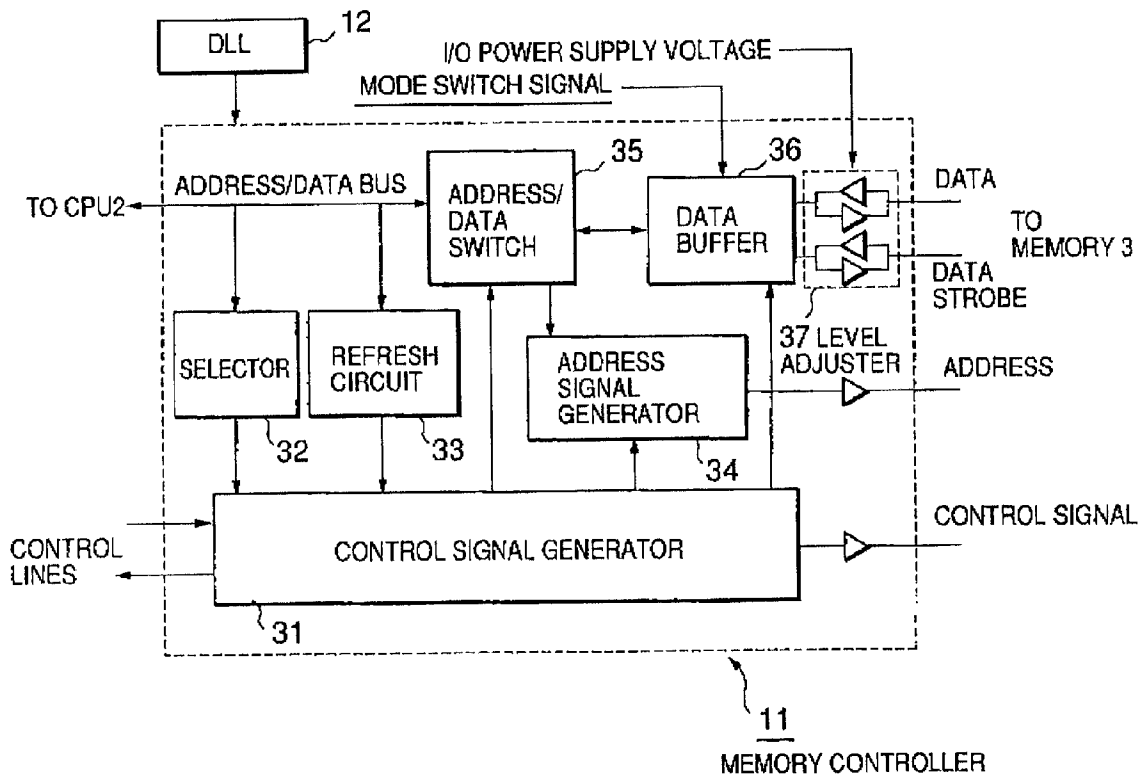 DLL
12
I/O POWER SUPPLY VOLTAGE
MODE SWITCH SIGNAL
35
36
ADDRESS/DATA BUS
TO CPU2
ADDRESS/
DATA
SWITCH
DATA
BUFFER
DATA
TO
MEMORY 3
DATA
STROBE
37 LEVEL
ADJUSTER
SELECTOR
32
REFRESH
CIRCUIT
33
ADDRESS
SIGNAL
GENERATOR
34
ADDRESS
CONTROL
LINES
CONTROL SIGNAL GENERATOR
31
CONTROL SIGNAL
11
MEMORY CONTROLLER